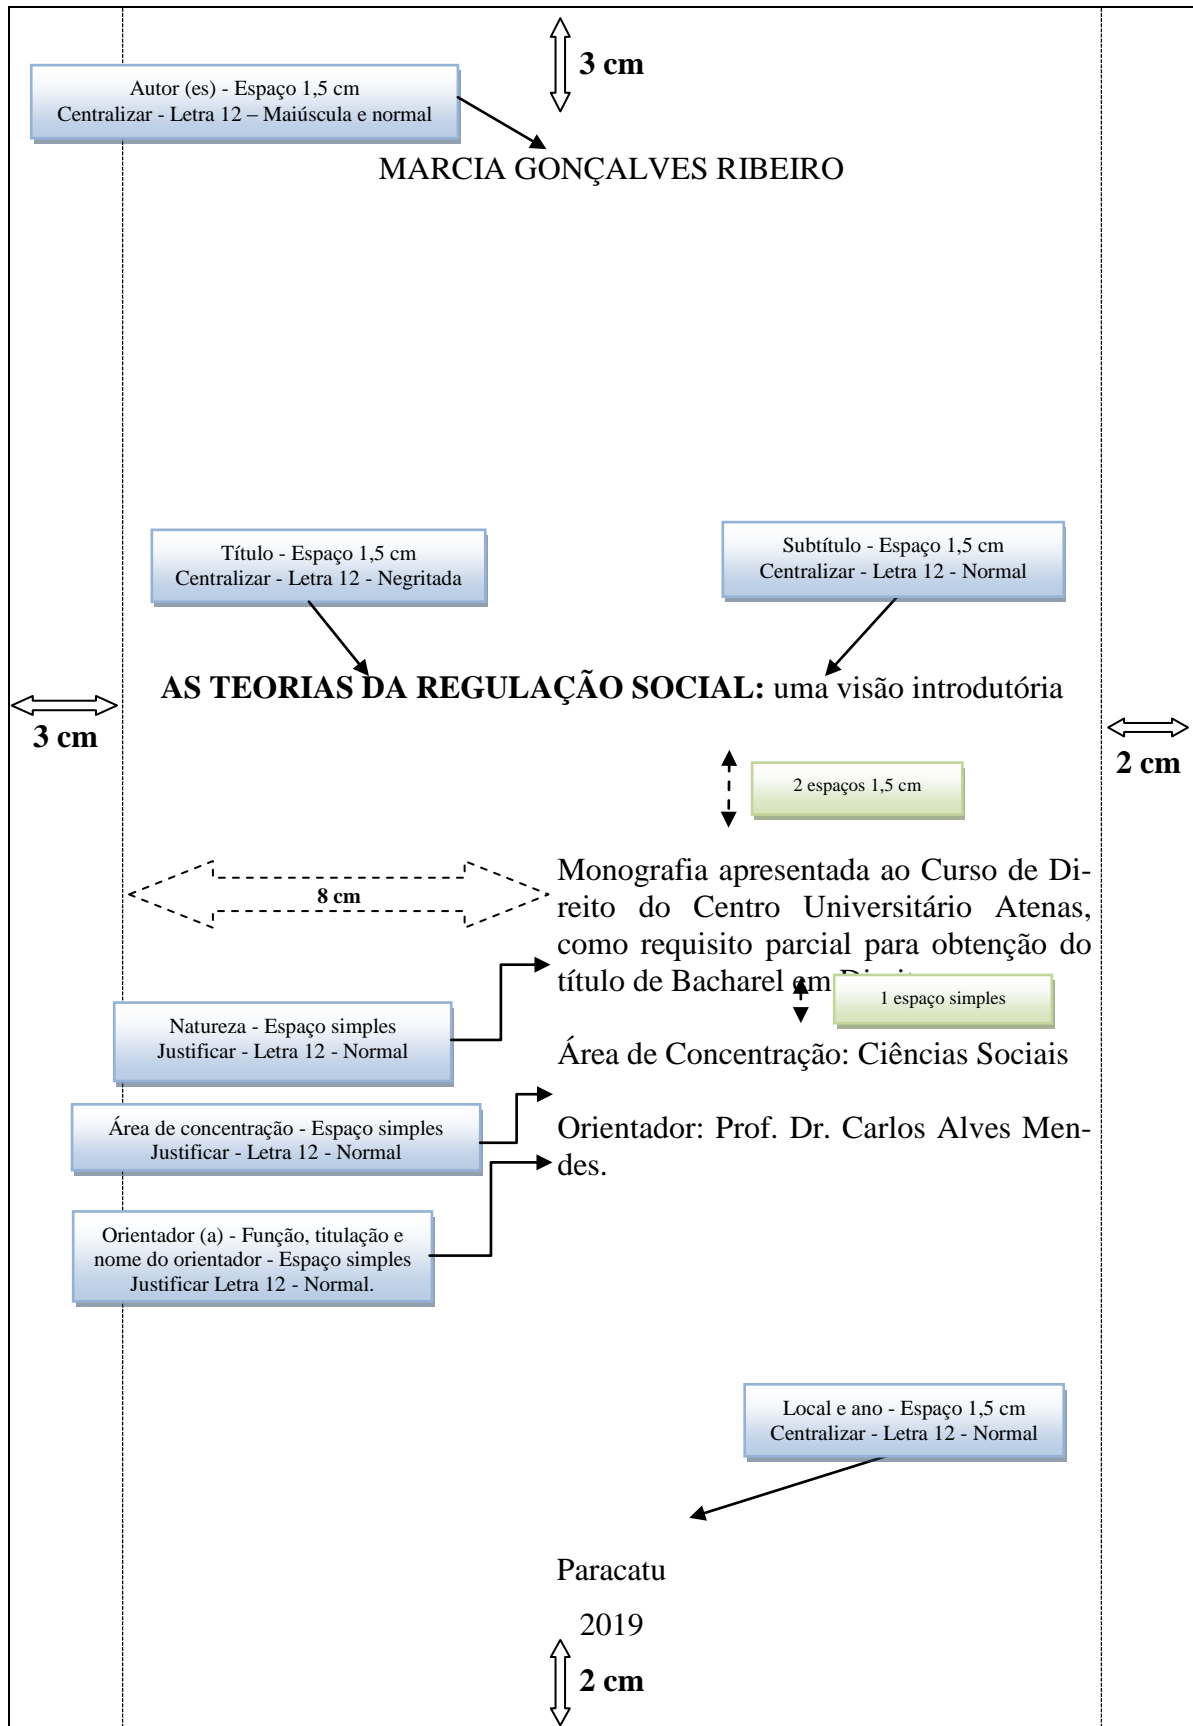 3 cm
Autor (es) - Espaço 1,5 cm
Centralizar - Letra 12 – Maiúscula e normal
MARCIA GONÇALVES RIBEIRO
Título - Espaço 1,5 cm
Centralizar - Letra 12 - Negritada
Subtítulo - Espaço 1,5 cm
Centralizar - Letra 12 - Normal
AS TEORIAS DA REGULAÇÃO SOCIAL: uma visão introdutória
3 cm
2 cm
2 espaços 1,5 cm
8 cm
Monografia apresentada ao Curso de Di-
reito do Centro Universitário Atenas,
como requisito parcial para obtenção do
título de Bacharel em
1 espaço simples
Natureza - Espaço simples
Justificar - Letra 12 - Normal
Área de Concentração: Ciências Sociais
Área de concentração - Espaço simples
Justificar - Letra 12 - Normal
Orientador: Prof. Dr. Carlos Alves Men-
des.
Orientador (a) - Função, titulação e
nome do orientador - Espaço simples
Justificar Letra 12 - Normal.
Local e ano - Espaço 1,5 cm
Centralizar - Letra 12 - Normal
Paracatu
2019
2 cm